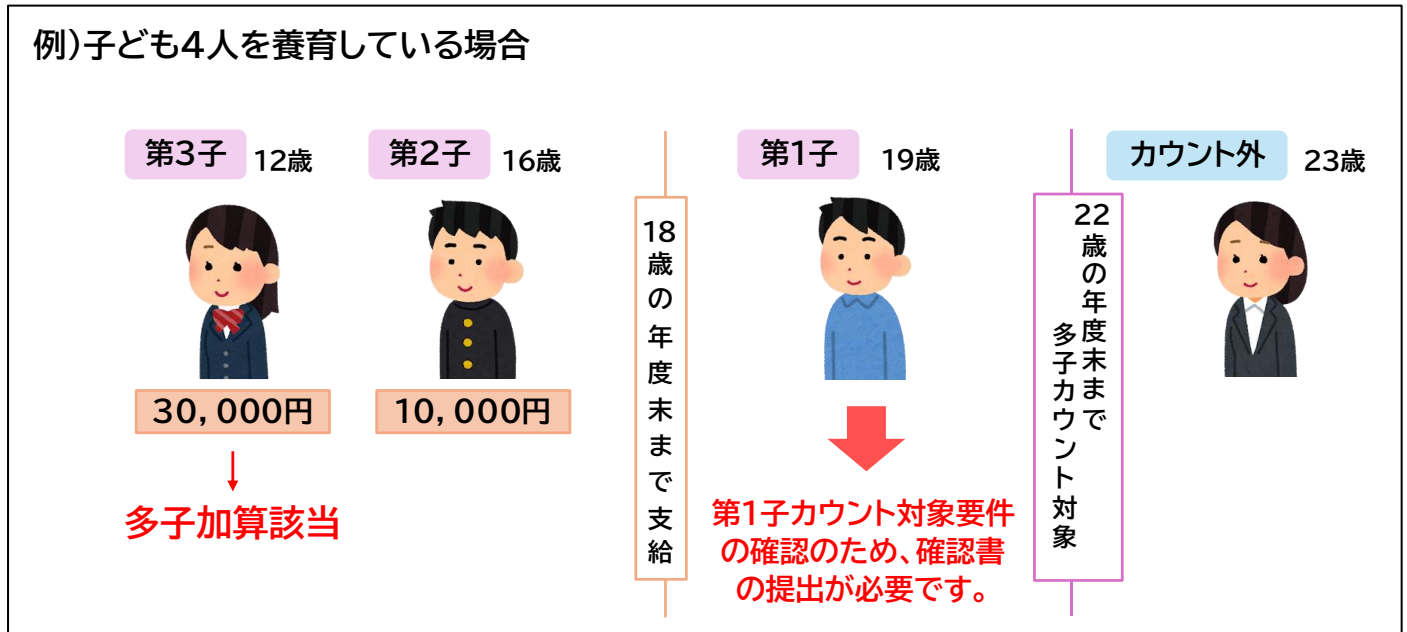 例)子ども4人を養育している場合
第3子 12歳
第2子 16歳
第1子 19歳
カウント外 23歳
30,000円
10,000円
多子加算該当
18歳の年度末まで支給
第1子カウント対象要件
の確認のため、確認書
の提出が必要です。
22歳の年度末まで
多子カウント対象